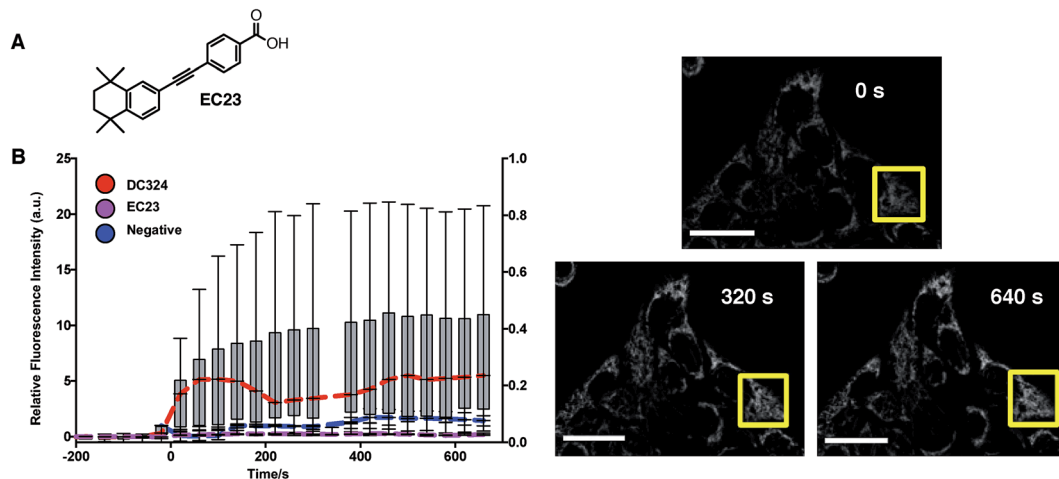 A
O
OH
EC23
B
Relative Fluorescence Intensity (a.u.)
25
20
15
10
5
0
1.0
0.8
0.6
0.4
0.2
0.0
DC324
EC23
Negative
-200 0 200 400 600
Time/s
0 s
320 s
640 s